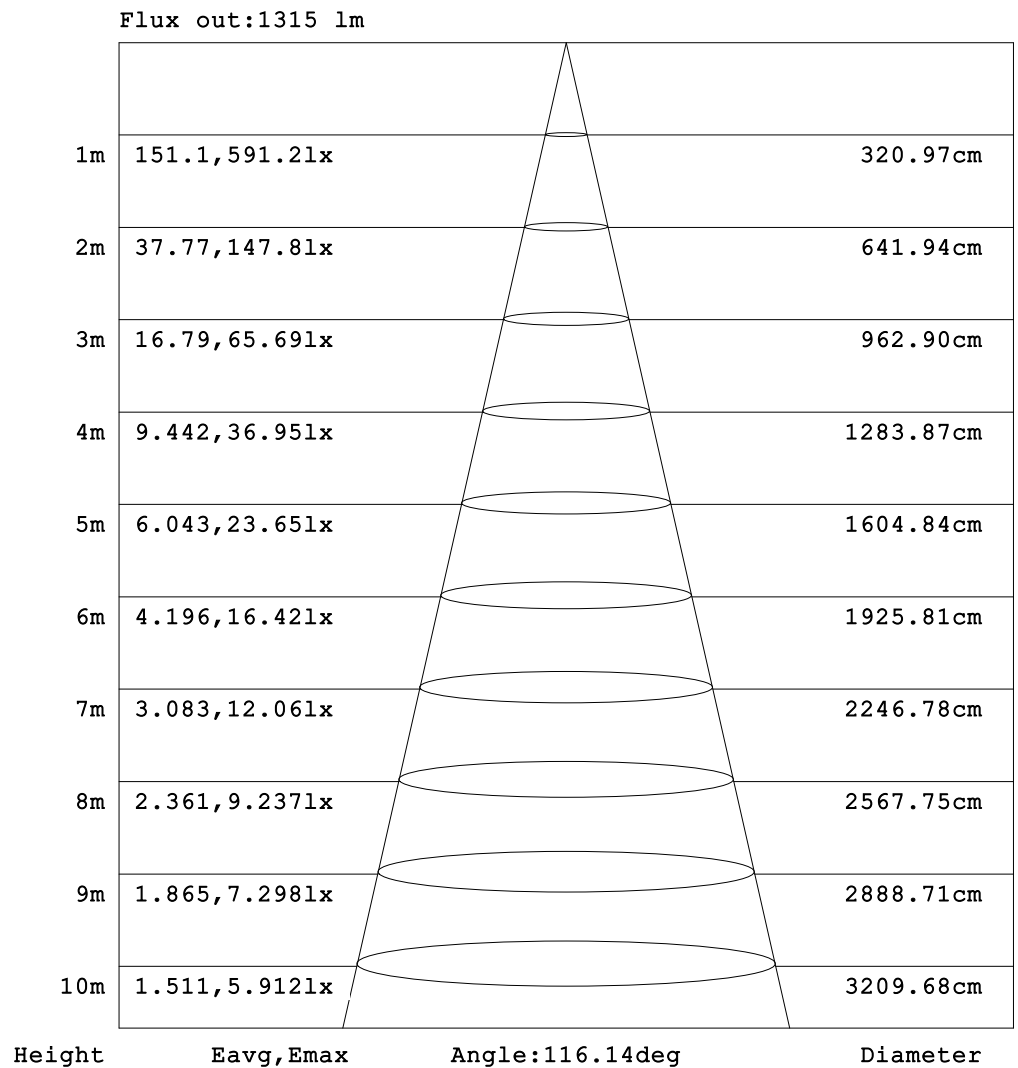 Flux out:1315 lm
1m 151.1,591.2lx 320.97cm
2m 37.77,147.8lx 641.94cm
3m 16.79,65.69lx 962.90cm
4m 9.442,36.95lx 1283.87cm
5m 6.043,23.65lx 1604.84cm
6m 4.196,16.42lx 1925.81cm
7m 3.083,12.06lx 2246.78cm
8m 2.361,9.237lx 2567.75cm
9m 1.865,7.298lx 2888.71cm
10m 1.511,5.912lx 3209.68cm
Height Eavg,Emax Angle:116.14deg Diameter